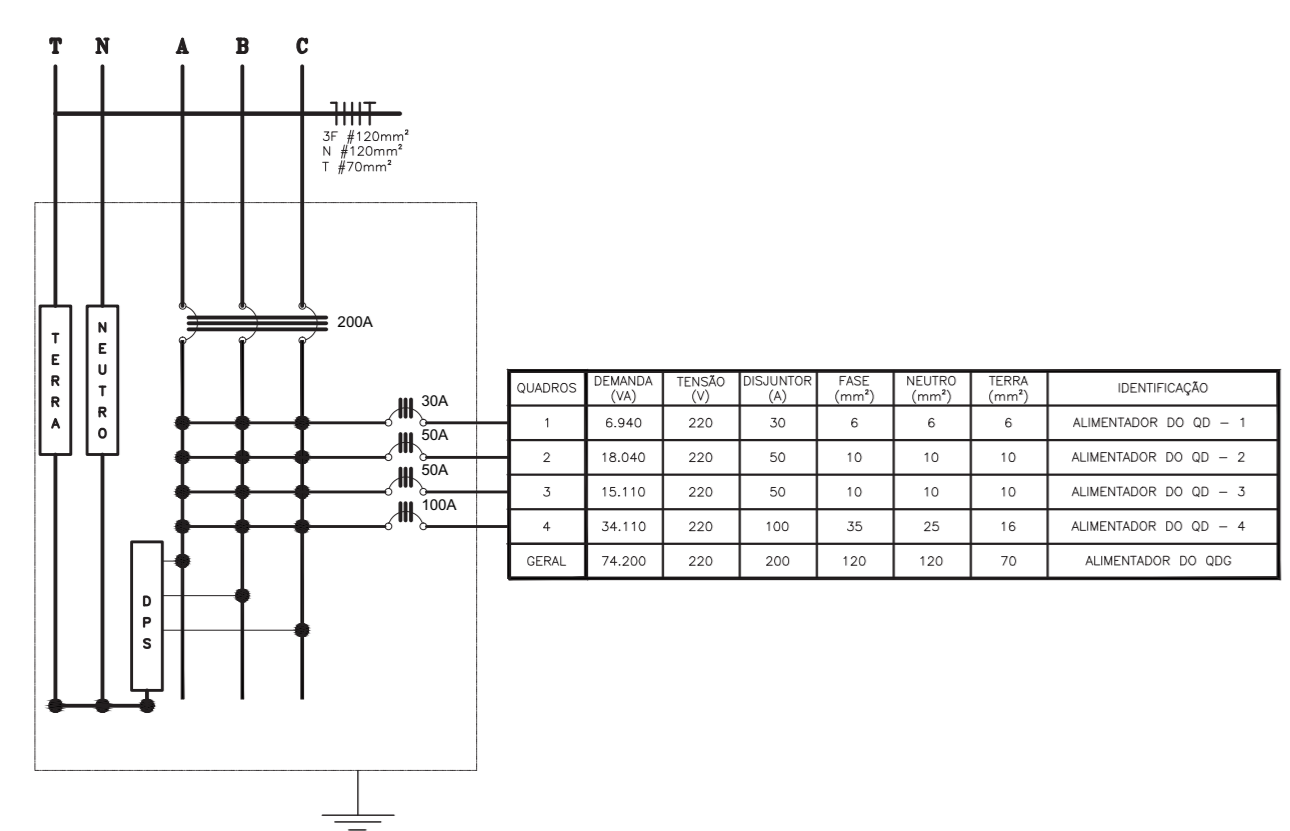 T N A B C
3F #120mm²
N #120mm²
T #70mm²
TERRA
NEUTRO
200A
30A
50A
50A
100A
DPS
QUADROS DEMANDA (VA) TENSÃO (V) DISJUNTOR (A) FASE (mm²) NEUTRO (mm²) TERRA (mm²) IDENTIFICAÇÃO
1 6.940 220 30 6 6 6 ALIMENTADOR DO QD – 1
2 18.040 220 50 10 10 10 ALIMENTADOR DO QD – 2
3 15.110 220 50 10 10 10 ALIMENTADOR DO QD – 3
4 34.110 220 100 35 25 16 ALIMENTADOR DO QD – 4
GERAL 74.200 220 200 120 120 70 ALIMENTADOR DO QDG